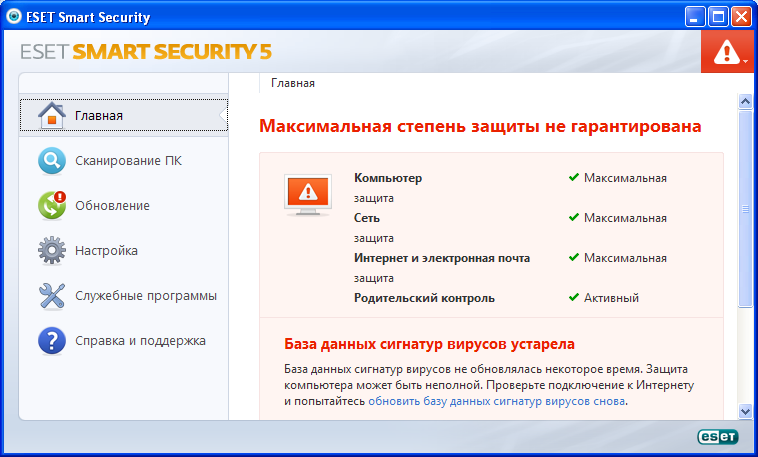 ESET Smart Security
ESET SMART SECURITY 5
Главная
Сканирование ПК
Обновление
Настройка
Служебные программы
Справка и поддержка
Главная
Максимальная степень защиты не гарантирована
Компьютер Максимальная
защита
Сеть Максимальная
защита
Интернет и электронная почта Максимальная
защита
Родительский контроль Активный
База данных сигнатур вирусов устарела
База данных сигнатур вирусов не обновлялась некоторое время. Защита
компьютера может быть неполной. Проверьте подключение к Интернету
и попытайтесь обновить базу данных сигнатур вирусов снова.
eseT